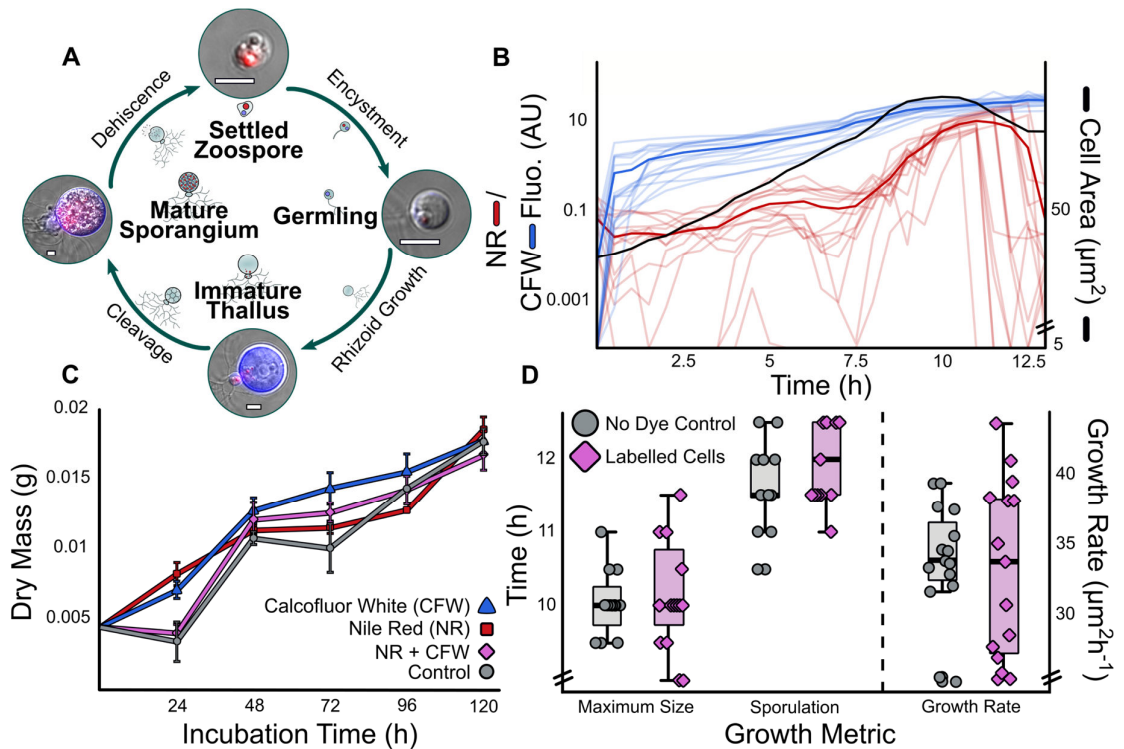 A
Dehiscence
Encystment
Settled
Zoospore
Mature
Sporangium
Germling
Immature
Thallus
Cleavage
Rhizoid Growth
B
NR /
CFW Fluo. (AU)
10
0.1
0.001
2.5
5
7.5
10
12.5
Time (h)
50
5
Cell Area (µm²)
C
0.02
0.015
0.01
0.005
Dry Mass (g)
Calcofluor White (CFW)
Nile Red (NR)
NR + CFW
Control
24
48
72
96
120
Incubation Time (h)
D
No Dye Control
Labelled Cells
12
11
10
Time (h)
40
35
30
Growth Rate (µm²h⁻¹)
Maximum Size
Sporulation
Growth Rate
Growth Metric